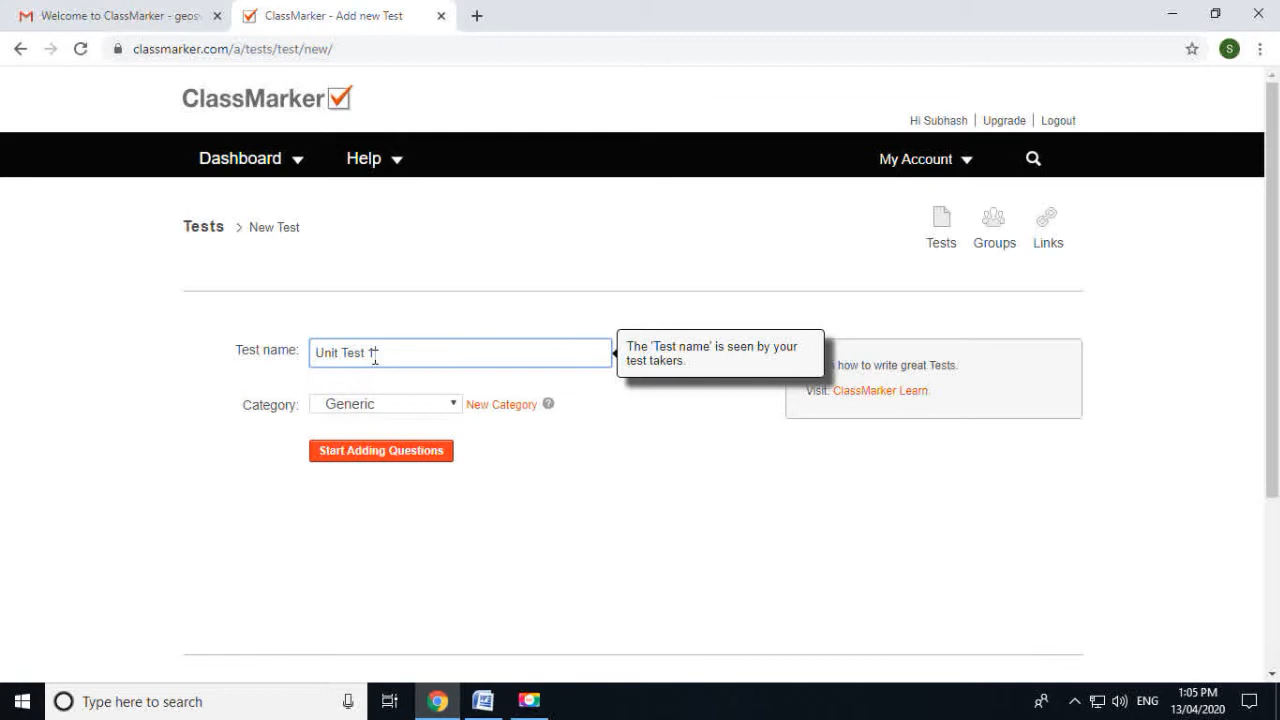 Welcome to ClassMarker - geos
ClassMarker - Add new Test
classmarker.com/a/tests/test/new/
S
ClassMarker
Hi Subhash | Upgrade | Logout
Dashboard
Help
My Account
Tests > New Test
Tests
Groups
Links
Test name:
Unit Test
The 'Test name' is seen by your
test takers.
how to write great Tests.
Visit: ClassMarker Learn.
Category:
Generic
New Category
?
Start Adding Questions
Type here to search
ENG
1:05 PM
13/04/2020